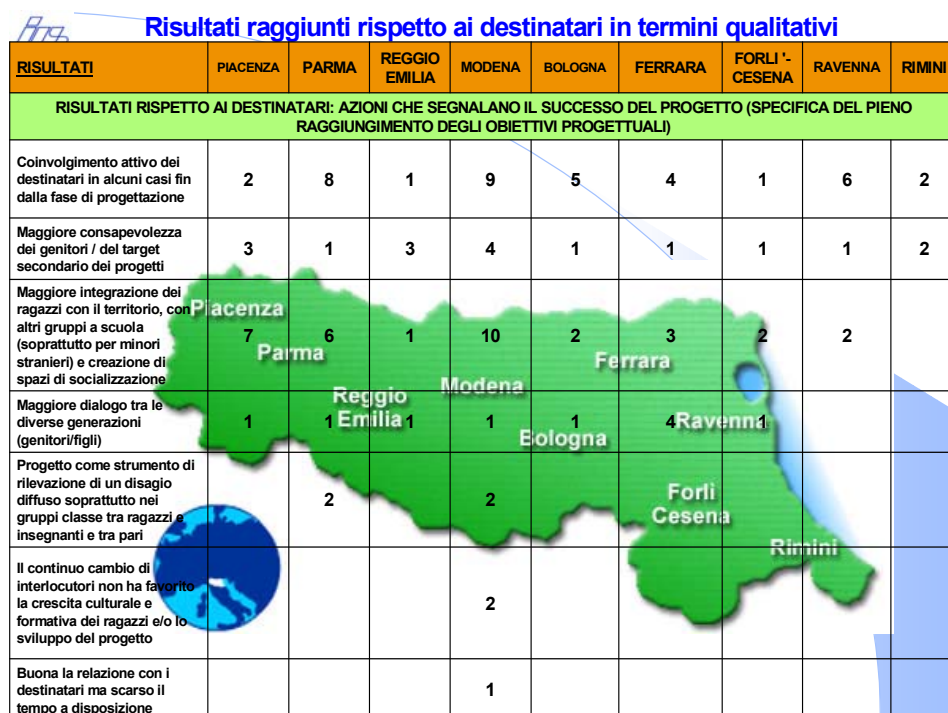 Risultati raggiunti rispetto ai destinatari in termini qualitativi
RISULTATI PIACENZA PARMA REGGIO EMILIA MODENA BOLOGNA FERRARA FORLI '-CESENA RAVENNA RIMINI
RISULTATI RISPETTO AI DESTINATARI: AZIONI CHE SEGNALANO IL SUCCESSO DEL PROGETTO (SPECIFICA DEL PIENO
RAGGIUNGIMENTO DEGLI OBIETTIVI PROGETTUALI)
Coinvolgimento attivo dei
destinatari in alcuni casi fin
dalla fase di progettazione
2 8 1 9 5 4 1 6 2
Maggiore consapevolezza
dei genitori / del target
secondario dei progetti
3 1 3 4 1 1 1 1 2
Maggiore integrazione dei
ragazzi con il territorio, con
altri gruppi a scuola
(soprattutto per minori
stranieri) e creazione di
spazi di socializzazione
7 6 1 10 2 3 2 2
Maggiore dialogo tra le
diverse generazioni
(genitori/figli)
1 1 1 1 1 4 1
Progetto come strumento di
rilevazione di un disagio
diffuso soprattutto nei
gruppi classe tra ragazzi e
insegnanti e tra pari
2 2
Il continuo cambio di
interlocutori non ha favorito
la crescita culturale e
formativa dei ragazzi e/o lo
sviluppo del progetto
2
Buona la relazione con i
destinatari ma scarso il
tempo a disposizione
1
Piacenza
Parma
Reggio
Emilia
Modena
Bologna
Ferrara
Ravenna
Forlì
Cesena
Rimini